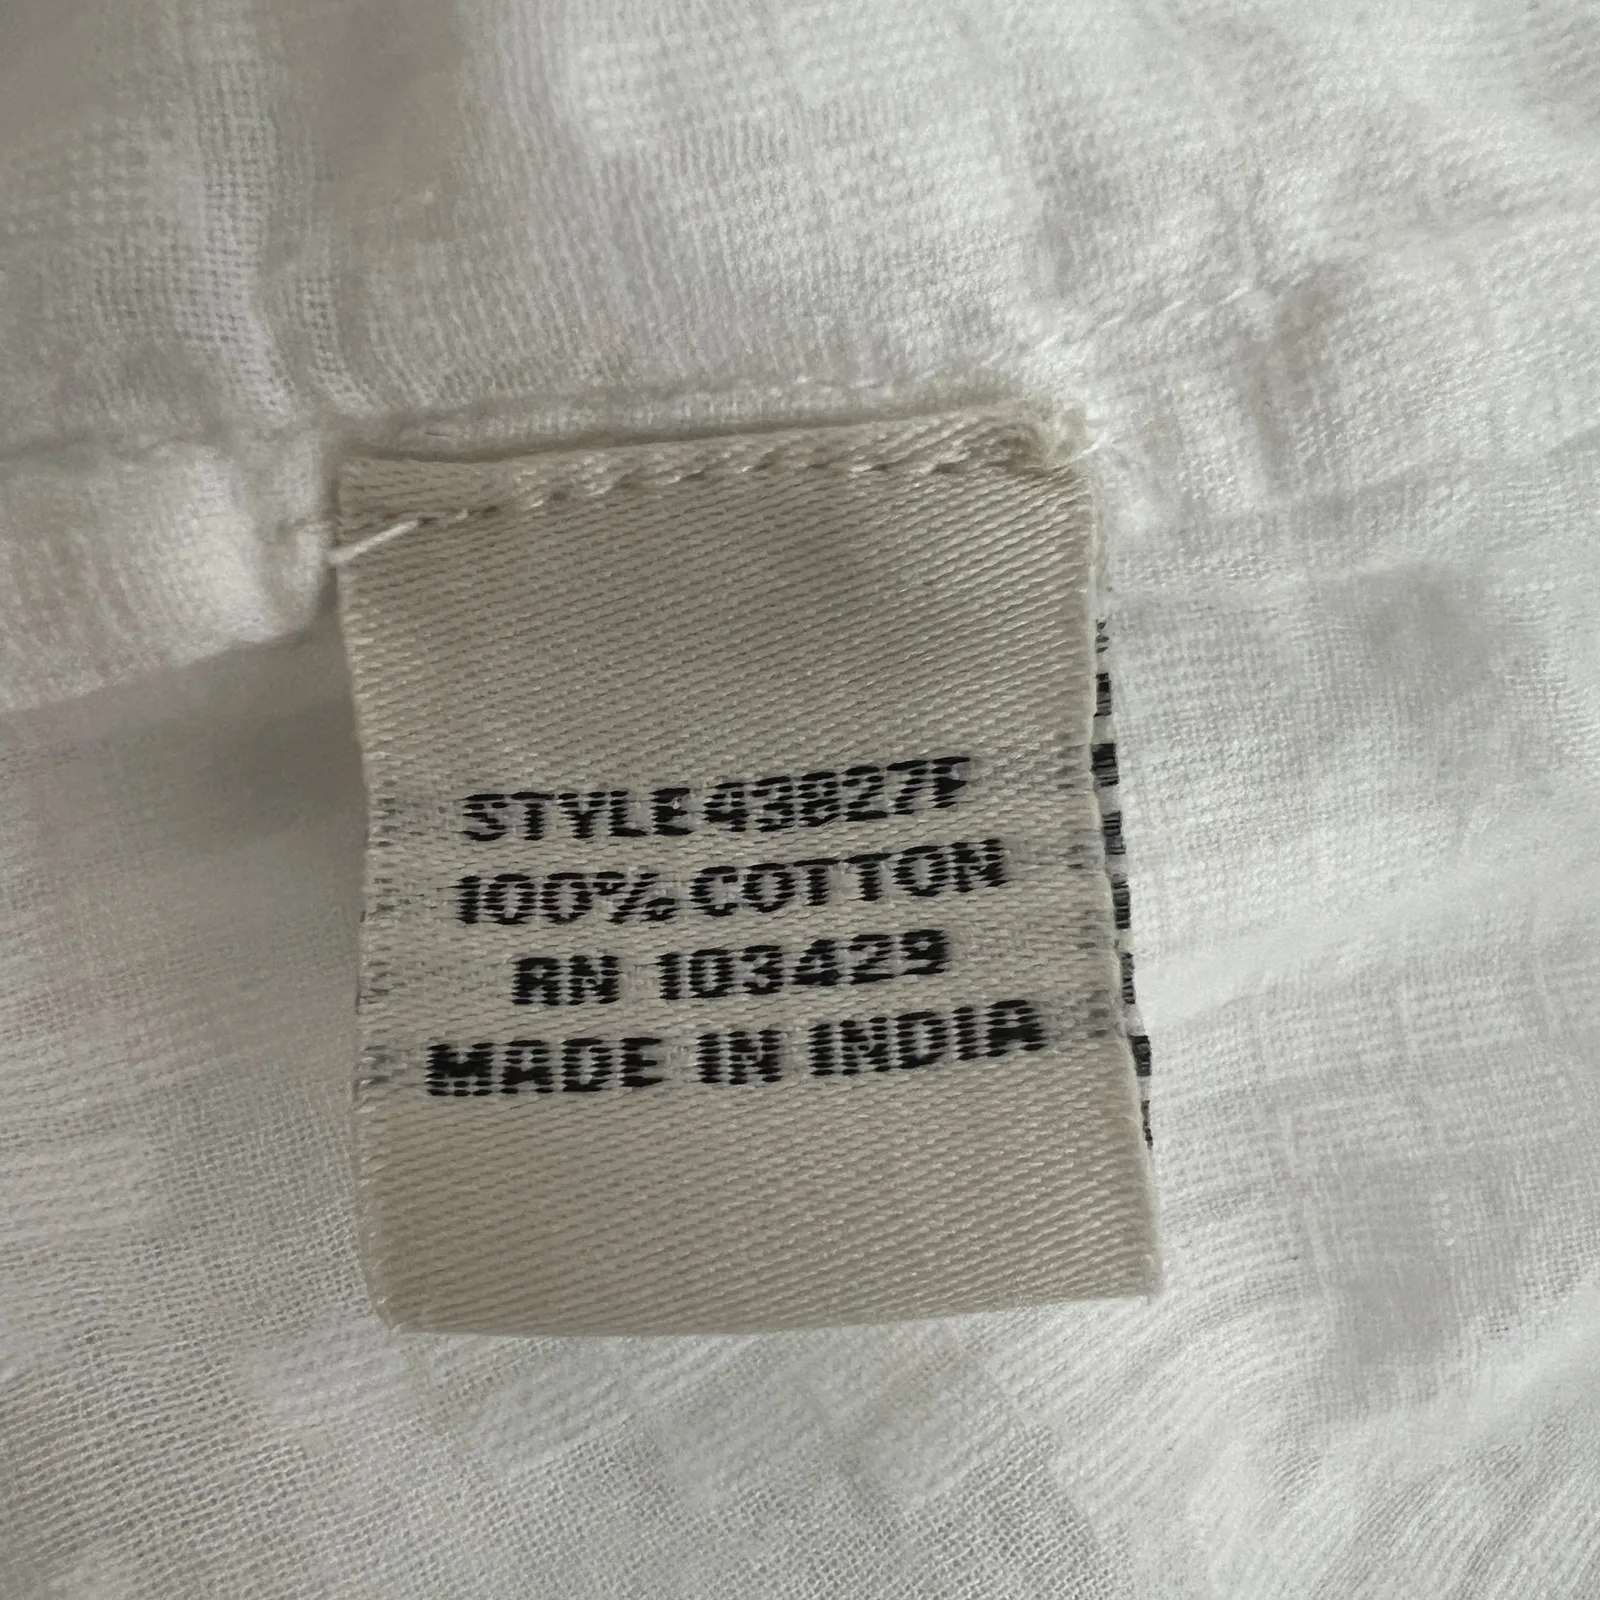 STYLE 43827F
100% COTTON
RN 103429
MADE IN INDIA